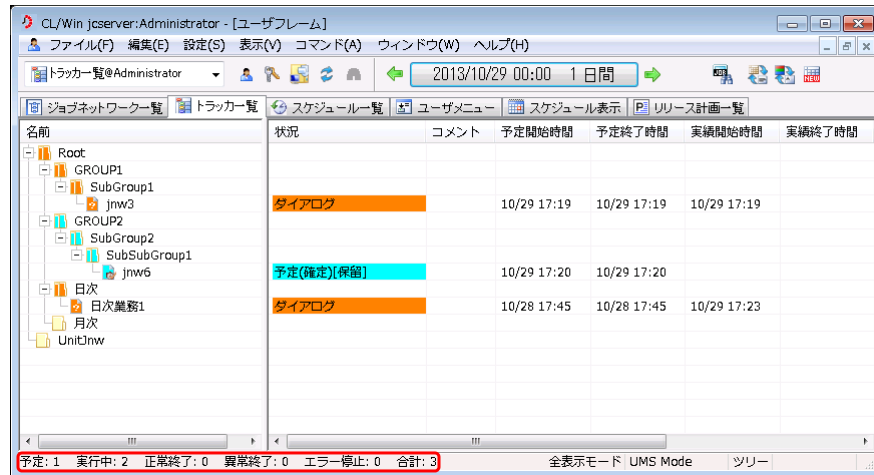 CL/Win jcserver:Administrator - [ユーザフレーム]
ファイル(F) 編集(E) 設定(S) 表示(V) コマンド(A) ウィンドウ(W) ヘルプ(H)
トラッカ一覧@Administrator 2013/10/29 00:00 1 日間
ジョブネットワーク一覧 トラッカ一覧 スケジュール一覧 ユーザメニュー スケジュール表示 リリース計画一覧
名前 状況 コメント 予定開始時間 予定終了時間 実績開始時間 実績終了時間
Root
GROUP1
SubGroup1
jnw3 ダイアログ 10/29 17:19 10/29 17:19 10/29 17:19
GROUP2
SubGroup2
SubSubGroup1
jnw6 予定(確定)[保留] 10/29 17:20 10/29 17:20
日次
日次業務1 ダイアログ 10/28 17:45 10/28 17:45 10/29 17:23
月次
UnitJnw
予定: 1 実行中: 2 正常終了: 0 異常終了: 0 エラー停止: 0 合計: 3 全表示モード UMS Mode ツリー